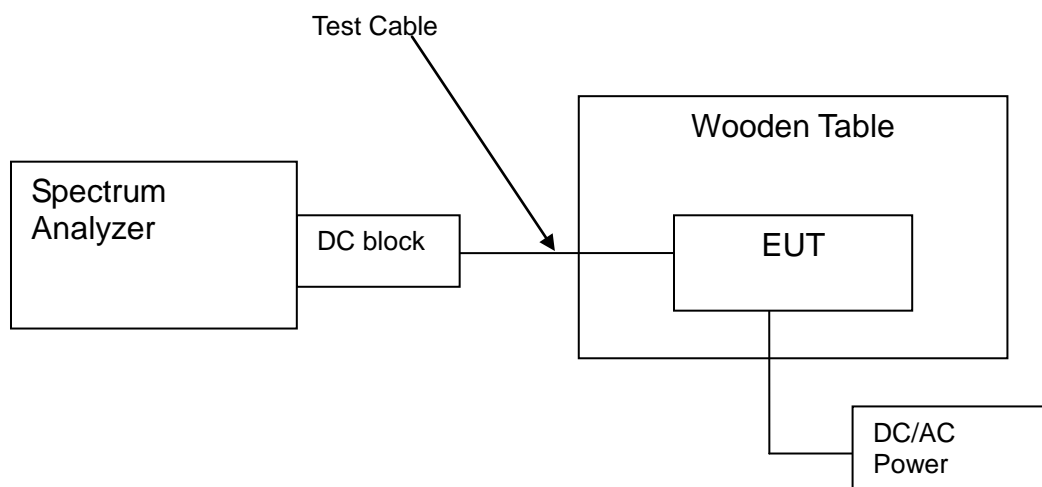 Test Cable
Wooden Table
Spectrum
Analyzer
DC block
EUT
DC/AC
Power